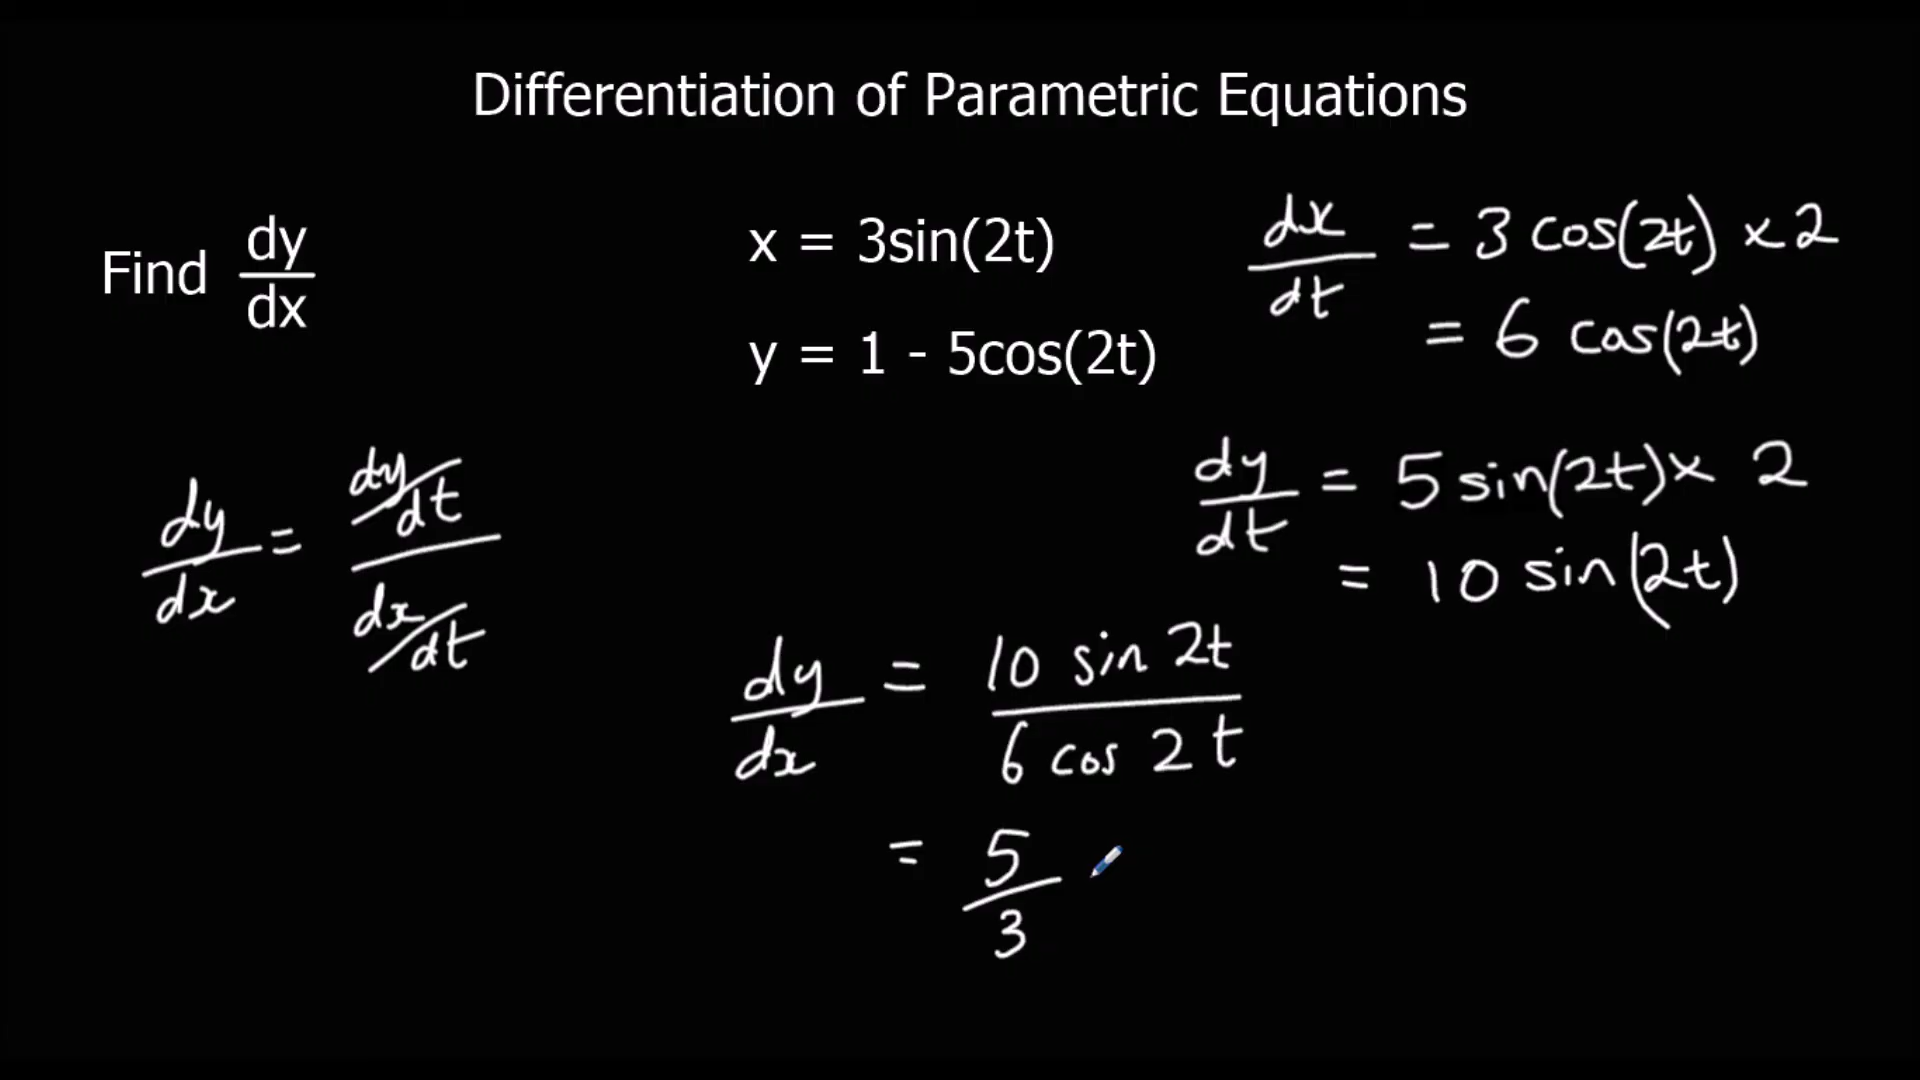 Differentiation of Parametric Equations
Find dy/dx
x = 3sin(2t)
y = 1 - 5cos(2t)
dx/dt = 3 cos(2t) × 2
= 6 cos(2t)
dy/dt = 5 sin(2t) × 2
= 10 sin(2t)
dy/dx = dy/dt / dx/dt
dy/dx = 10 sin 2t / 6 cos 2t
= 5/3